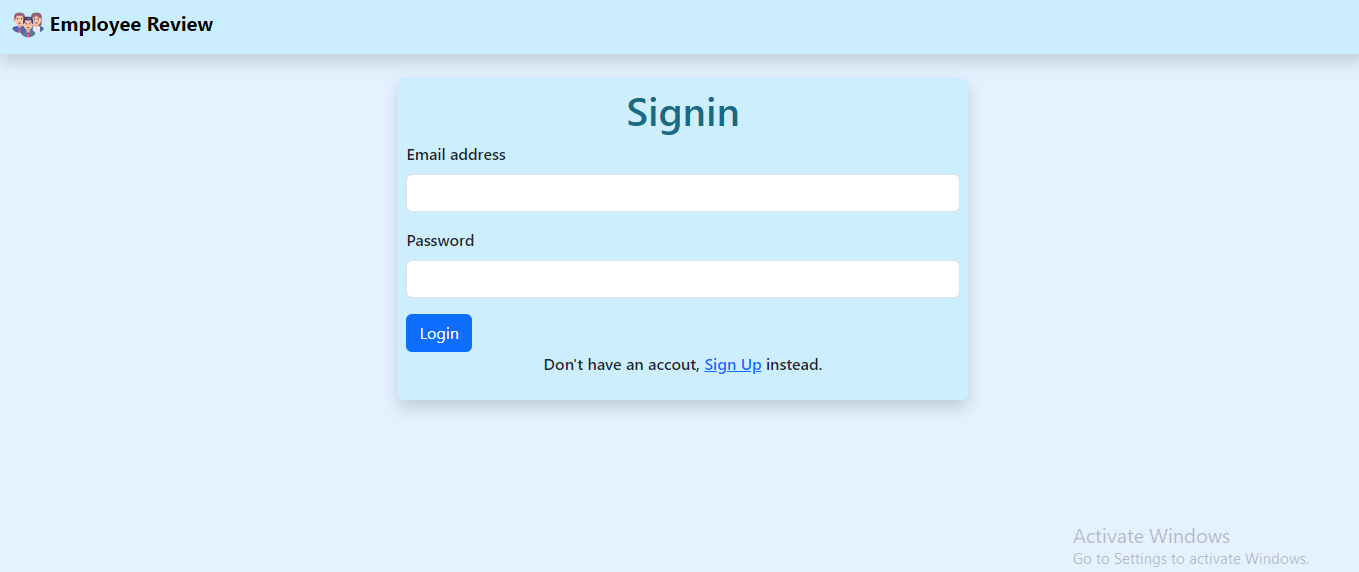 Employee Review
Signin
Email address
Password
Login
Don't have an accout, Sign Up instead.
Activate Windows
Go to Settings to activate Windows.